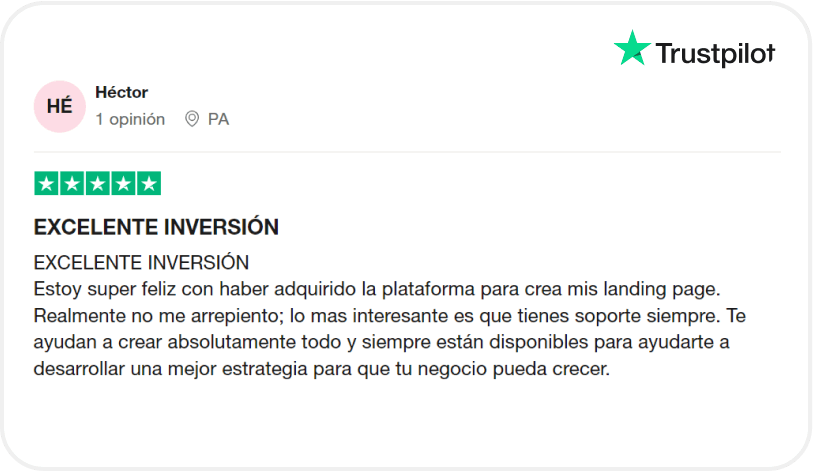 Trustpilot
HÉ
Héctor
1 opinión PA
EXCELENTE INVERSIÓN
EXCELENTE INVERSIÓN
Estoy super feliz con haber adquirido la plataforma para crea mis landing page.
Realmente no me arrepiento; lo mas interesante es que tienes soporte siempre. Te
ayudan a crear absolutamente todo y siempre están disponibles para ayudarte a
desarrollar una mejor estrategia para que tu negocio pueda crecer.